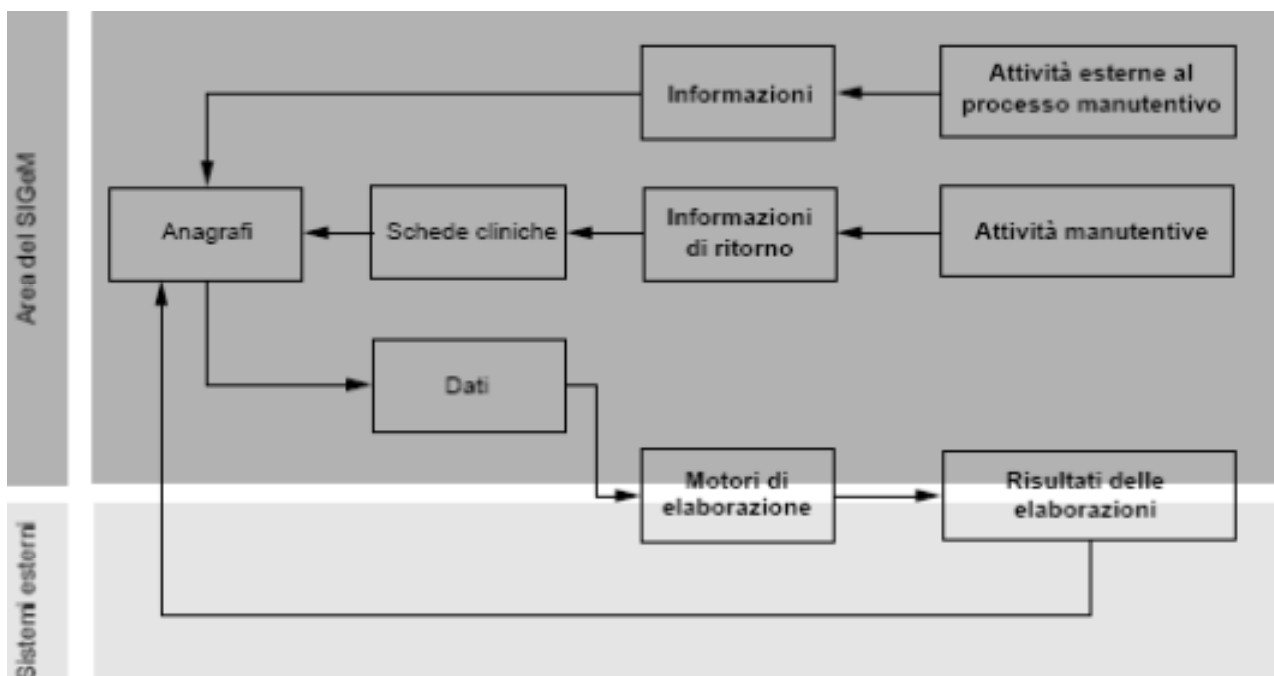 Area del SIGeM
Informazioni
Attività esterne al
processo manutentivo
Anagrafi
Schede cliniche
Informazioni
di ritorno
Attività manutentive
Dati
Motori di
elaborazione
Risultati delle
elaborazioni
Sistemi esterni